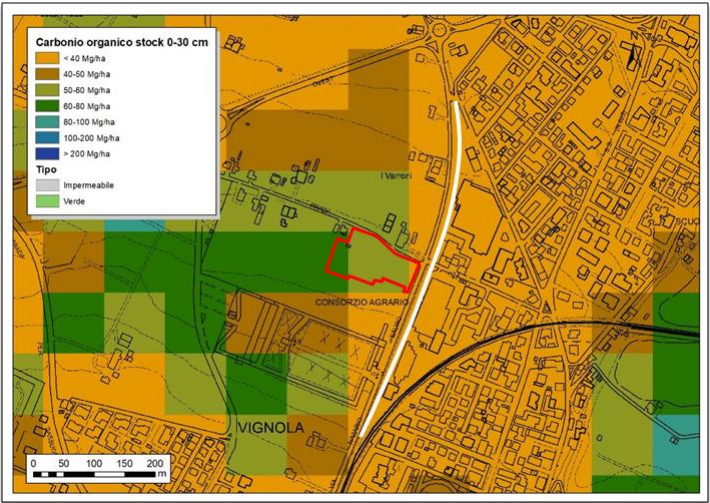 Carbonio organico stock 0-30 cm
< 40 Mg/ha
40-50 Mg/ha
50-60 Mg/ha
60-80 Mg/ha
80-100 Mg/ha
100-200 Mg/ha
> 200 Mg/ha
Tipo
Impermeabile
Verde
N
I Varroni
SCUO
CONSORZIO AGRARIO
VIGNOLA
0 50 100 150 200
m